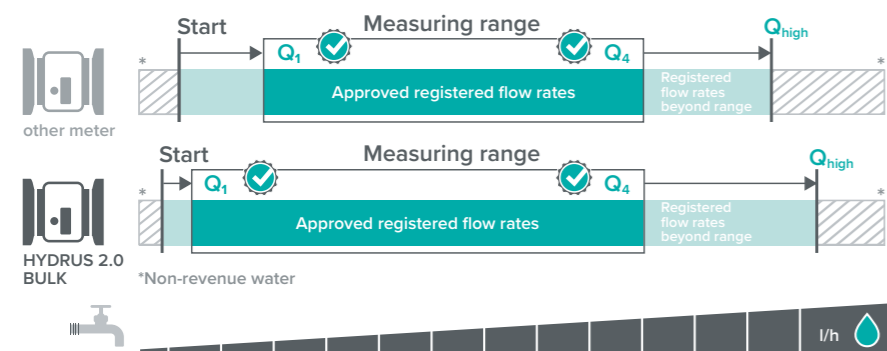 Start
Measuring range
Qhigh
*
Q1
Q4
*
Approved registered flow rates
Registered
flow rates
beyond range
other meter
Start
Measuring range
Qhigh
*
Q1
Q4
*
Approved registered flow rates
Registered
flow rates
beyond range
HYDRUS 2.0
BULK
*Non-revenue water
l/h